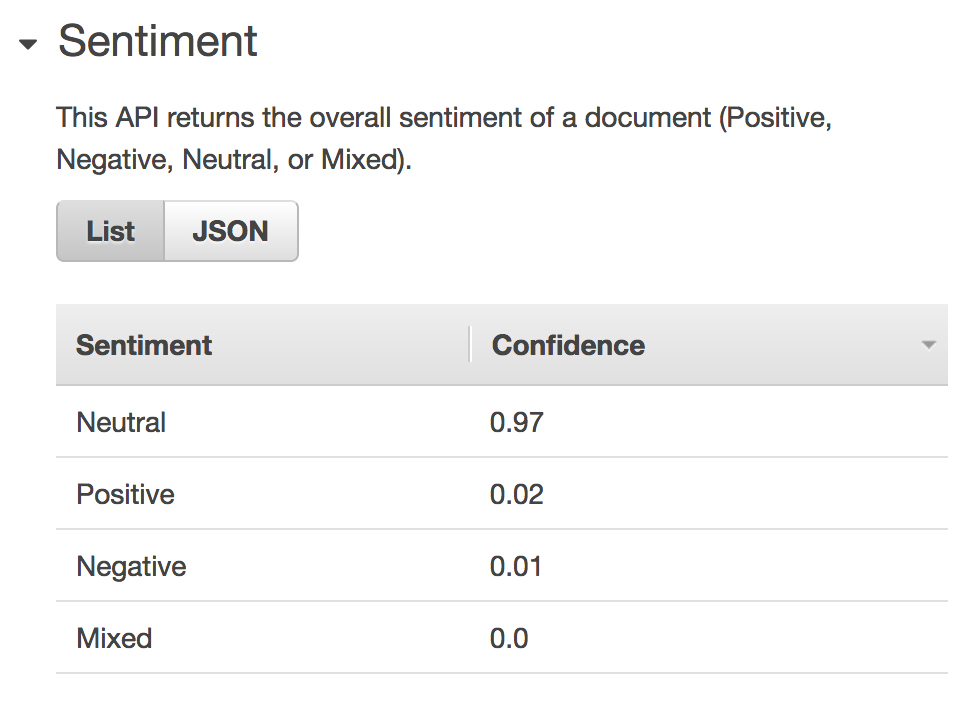 Sentiment
This API returns the overall sentiment of a document (Positive,
Negative, Neutral, or Mixed).
List JSON
Sentiment Confidence
Neutral 0.97
Positive 0.02
Negative 0.01
Mixed 0.0